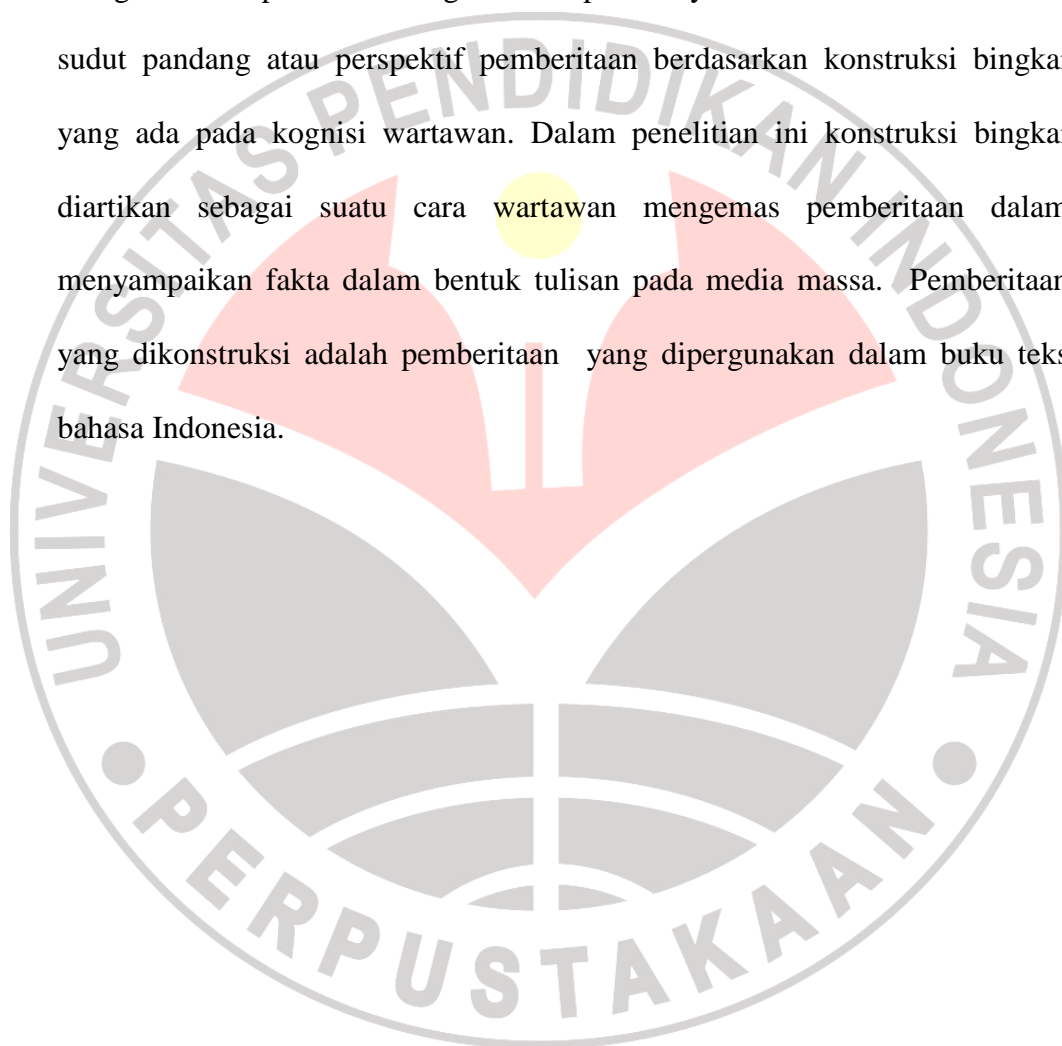 sudut pandang atau perspektif pemberitaan berdasarkan konstruksi bingkai
yang ada pada kognisi wartawan. Dalam penelitian ini konstruksi bingkai
diartikan sebagai suatu cara wartawan mengemas pemberitaan dalam
menyampaikan fakta dalam bentuk tulisan pada media massa. Pemberitaan
yang dikonstruksi adalah pemberitaan yang dipergunakan dalam buku teks
bahasa Indonesia.
UNIVERSITAS PENDIDIKAN INDONESIA
PERPUSTAKAAN